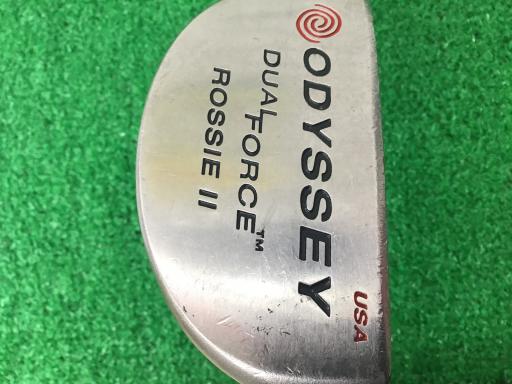 ODYSSEY
DUAL FORCE™
ROSSIE II
USA